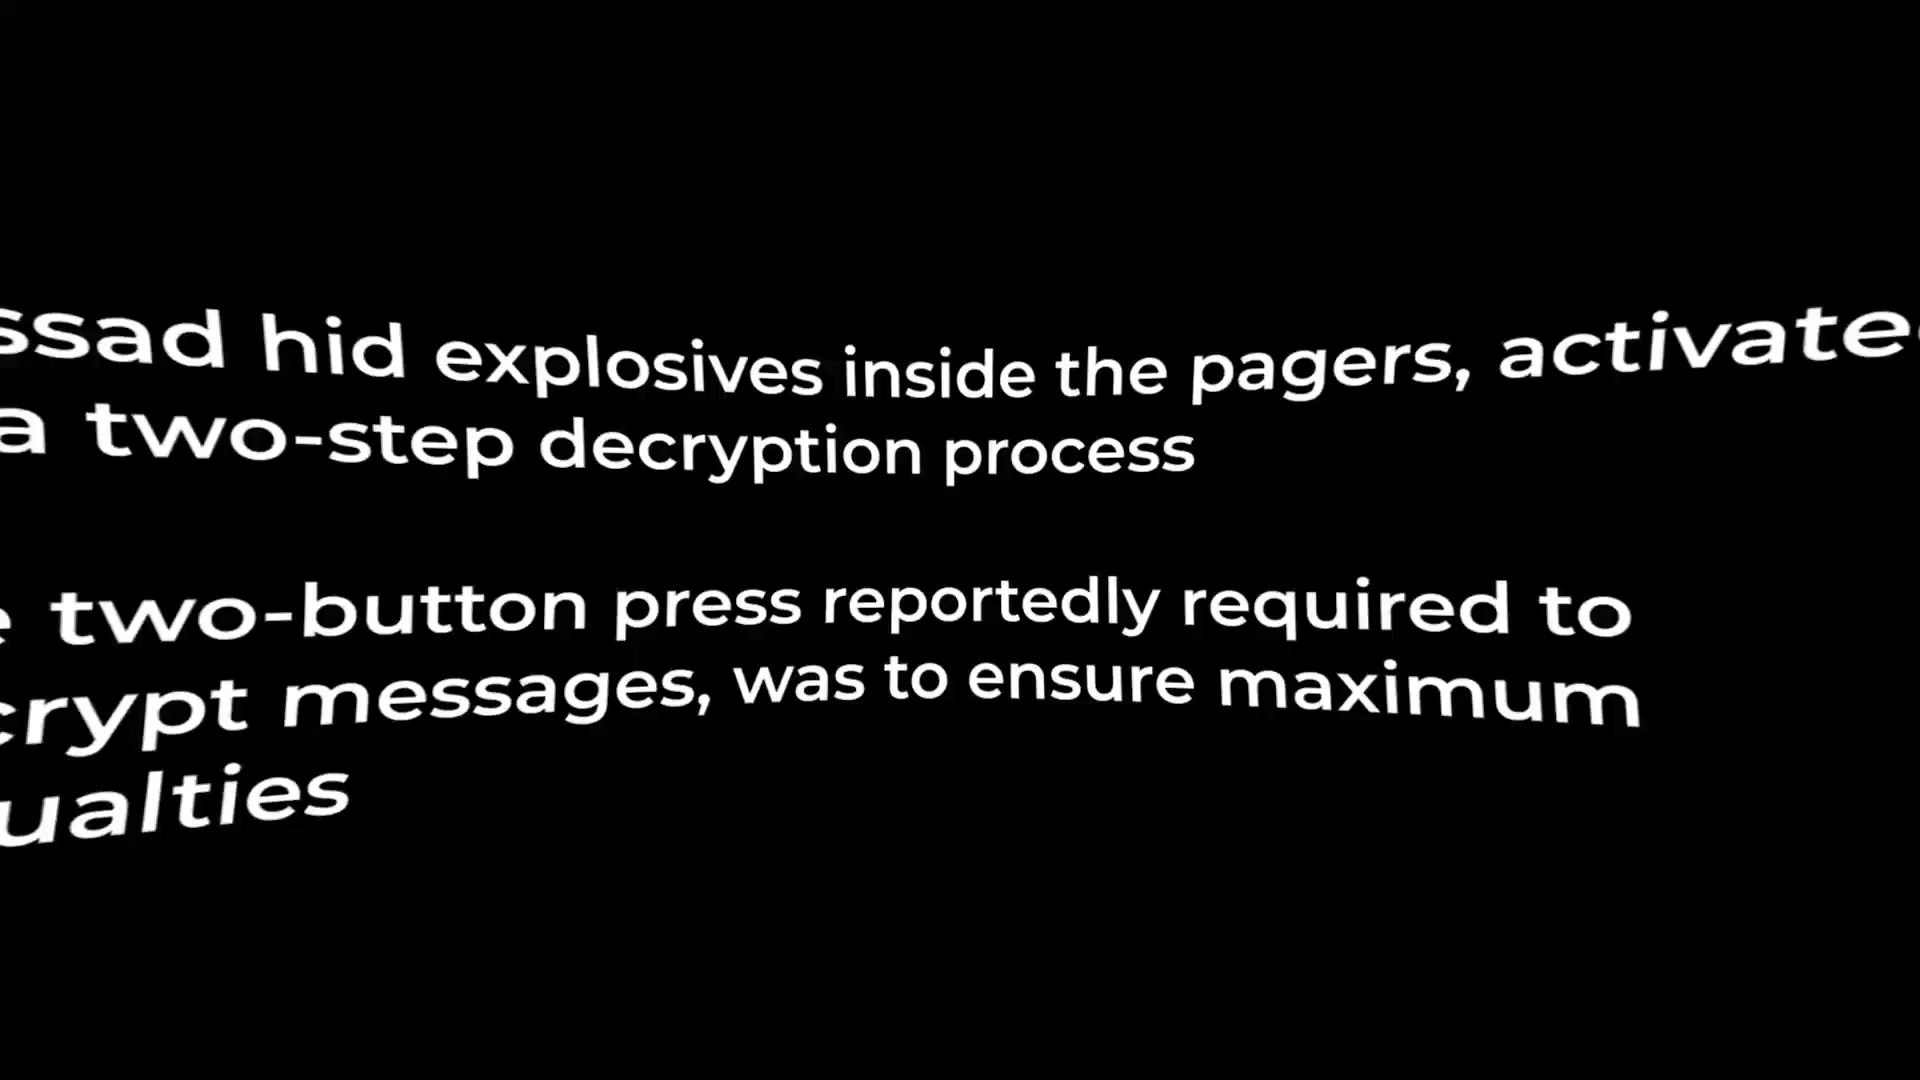 ssad hid explosives inside the pagers, activate
a two-step decryption process
two-button press reportedly required to
crypt messages, was to ensure maximum
ualties